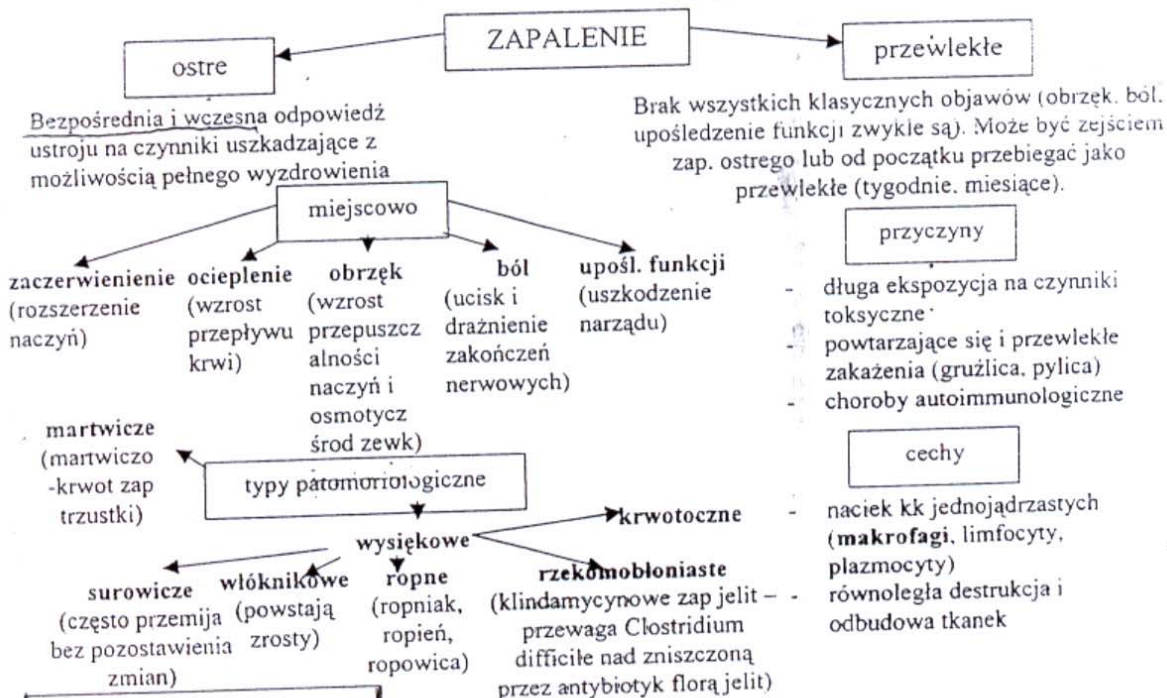 ZAPALENIE
ostre
Bezpośrednia i wczesna odpowiedź
ustroju na czynniki uszkadzające z
możliwością pełnego wyzdrowienia
miejscowo
zaczerwienienie
(rozszerzenie
naczyń)
ocieplenie
(wzrost
przepływu
krwi)
obrzęk
(wzrost
przepuszcz
alności
naczyń i
osmotycz
środ zewk)
ból
(ucisk i
drażnienie
zakończeń
nerwowych)
upośl. funkcji
(uszkodzenie
narządu)
typy patomorfologiczne
martwicze
(martwiczo
-krwot zap
trzustki)
wysiękowe
surowicze
(często przemija
bez pozostawienia
zmian)
włóknikowe
(powstają
zrosty)
ropne
(ropniak,
ropień,
ropowica)
rzekomobłoniaste
(klindamycynowe zap jelit –
przewaga Clostridium
difficile nad zniszczoną
przez antybiotyk florą jelit)
krwotoczne
przewlekłe
Brak wszystkich klasycznych objawów (obrzęk. ból.
upośledzenie funkcji zwykle są). Może być zejściem
zap. ostrego lub od początku przebiegać jako
przewlekłe (tygodnie. miesiące).
przyczyny
- długa ekspozycja na czynniki
toksyczne
- powtarzające się i przewlekłe
zakażenia (gruźlica, pylica)
- choroby autoimmunologiczne
cechy
- naciek kk jednojądrzastych
(makrofagi, limfocyty,
plazmocyty)
- równoległa destrukcja i
odbudowa tkanek